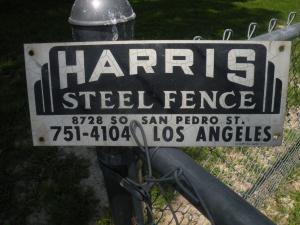 HARRIS
STEEL FENCE
8728 SO. SAN PEDRO ST.
751-4104 LOS ANGELES